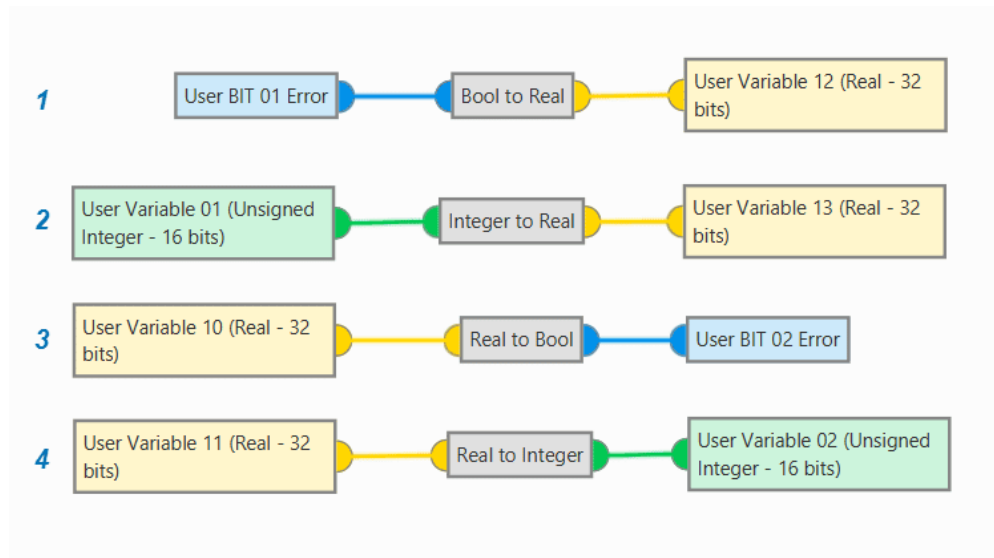 1
User BIT 01 Error
Bool to Real
User Variable 12 (Real - 32
bits)
2
User Variable 01 (Unsigned
Integer - 16 bits)
Integer to Real
User Variable 13 (Real - 32
bits)
3
User Variable 10 (Real - 32
bits)
Real to Bool
User BIT 02 Error
4
User Variable 11 (Real - 32
bits)
Real to Integer
User Variable 02 (Unsigned
Integer - 16 bits)